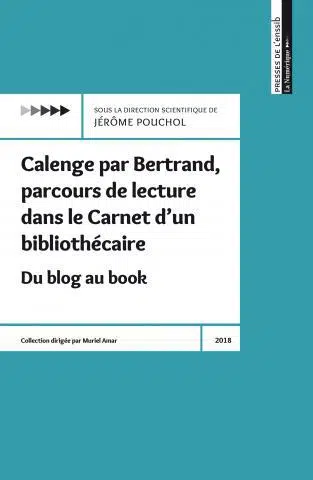 PRESSES DE L'enssib
La Numérique
SOUS LA DIRECTION SCIENTIFIQUE DE
JÉRÔME POUCHOL
Calenge par Bertrand,
parcours de lecture
dans le Carnet d'un
bibliothécaire
Du blog au book
Collection dirigée par Muriel Amar
2018